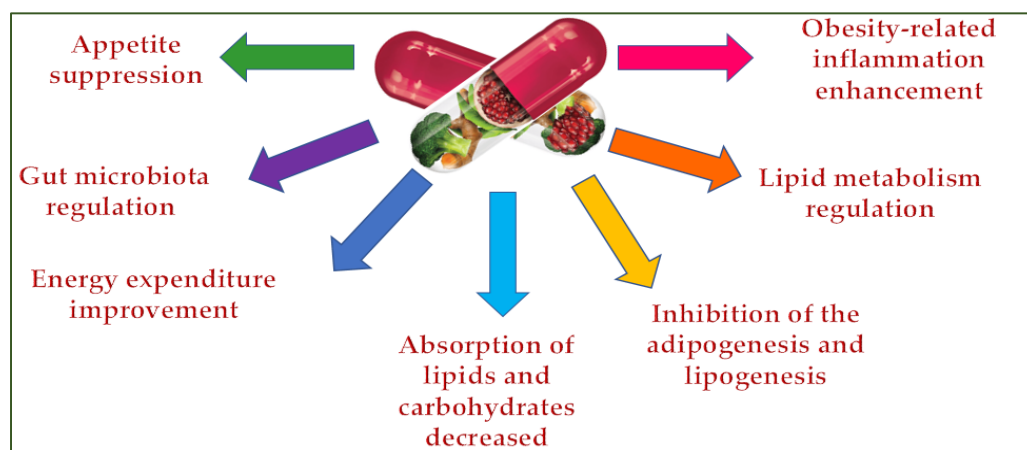 Appetite
suppression
Obesity-related
inflammation
enhancement
Gut microbiota
regulation
Lipid metabolism
regulation
Energy expenditure
improvement
Absorption of
lipids and
carbohydrates
decreased
Inhibition of the
adipogenesis and
lipogenesis